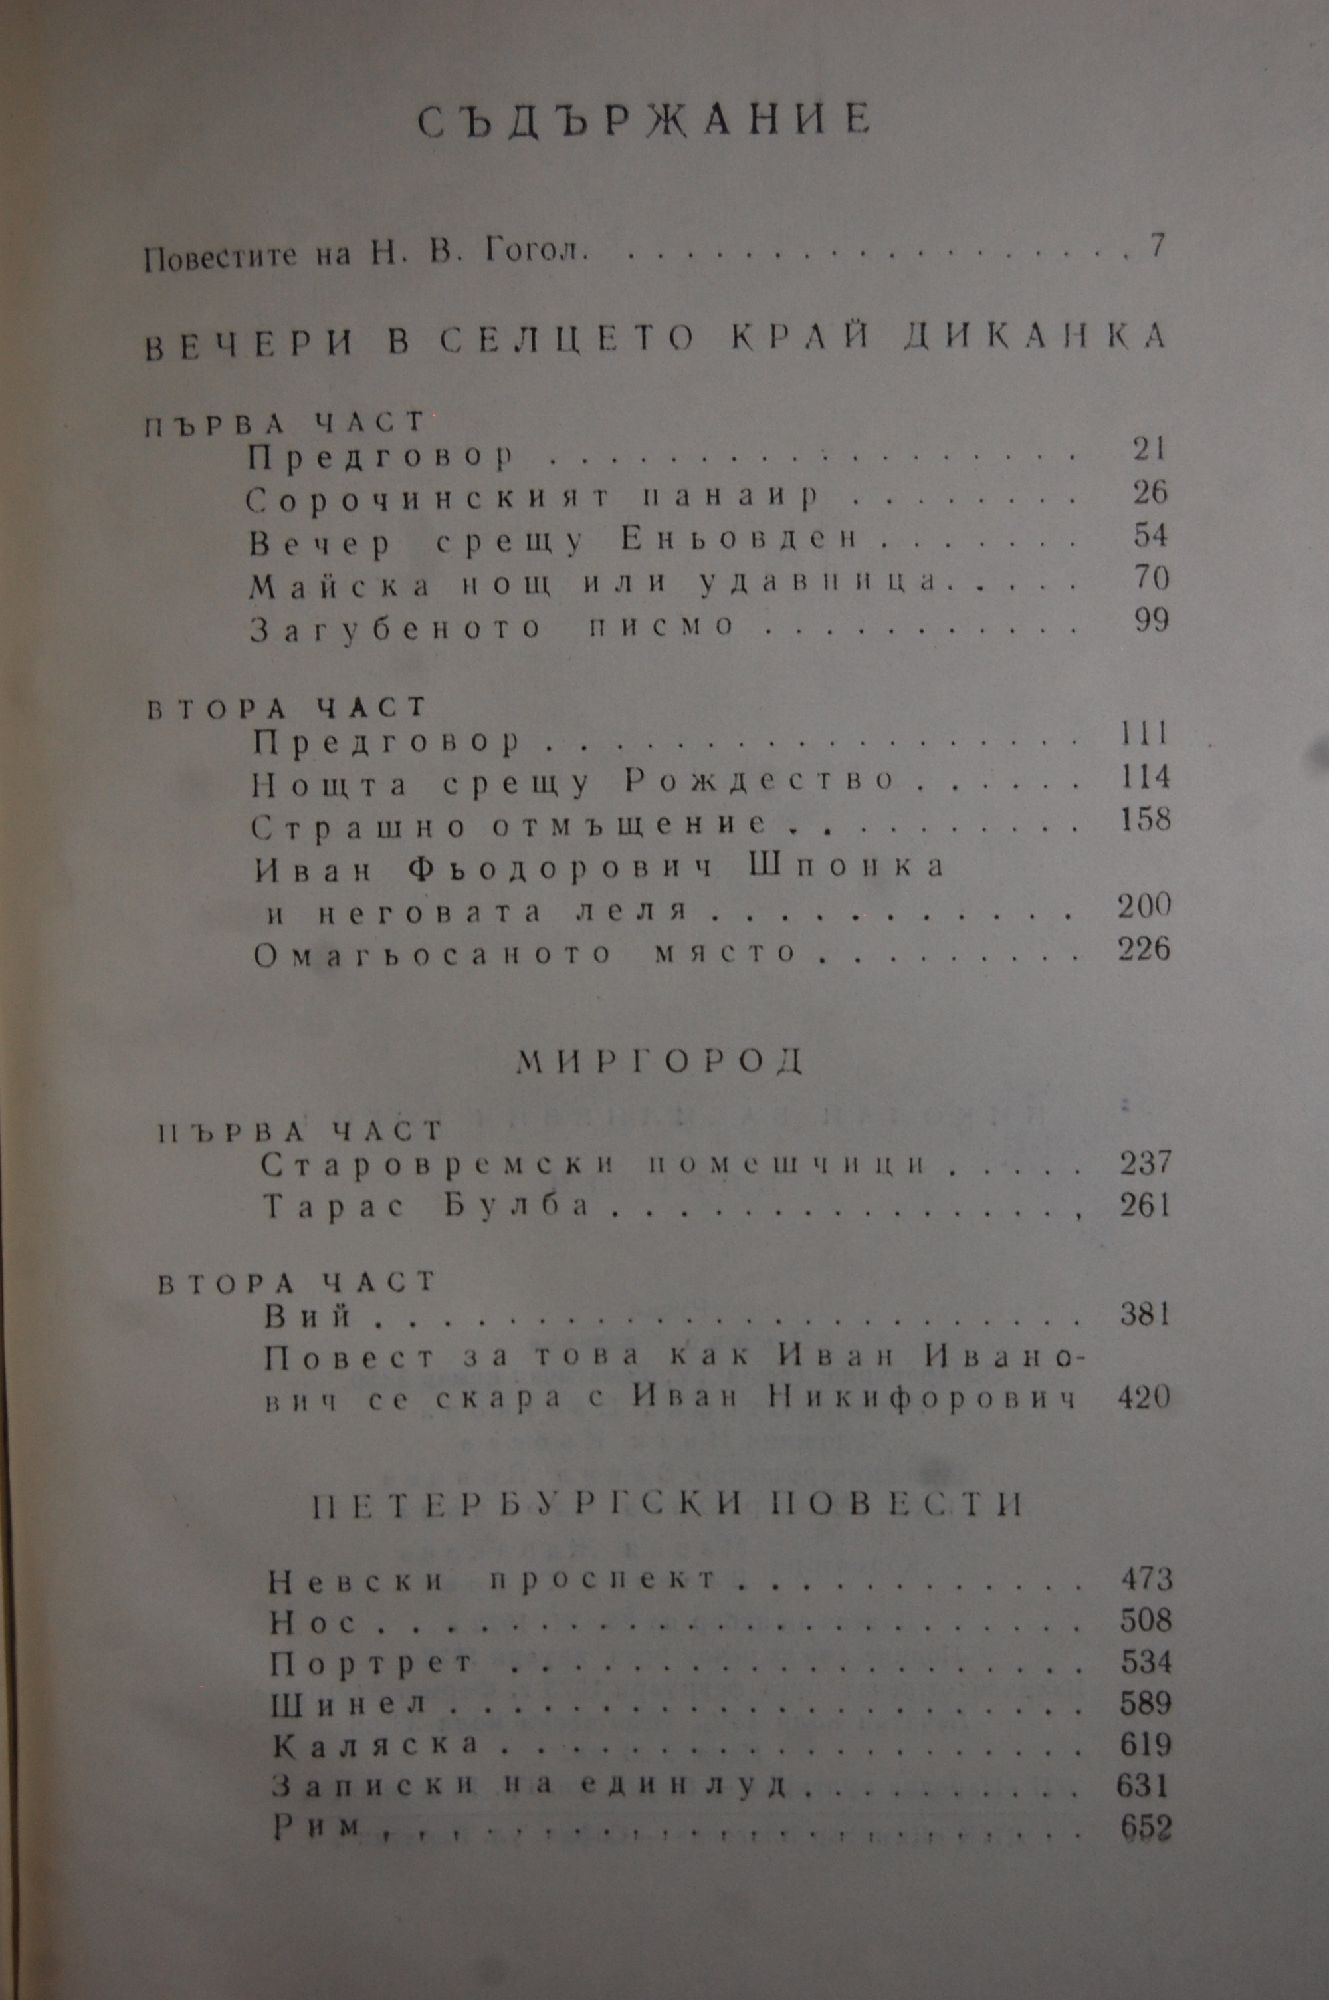 СЪДЪРЖАНИЕ
Повестите на Н. В. Гогол. . . . . . . . . . . . . . . . . . . 7
ВЕЧЕРИ В СЕЛЦЕТО КРАЙ ДИКАНКА
ПЪРВА ЧАСТ
Предговор . . . . . . . . . . . . . . . . . . 21
Сорочинският панаир . . . . . . . . 26
Вечер срещу Еньовден . . . . . . . 54
Майска нощ или удавница. . . . . 70
Загубеното писмо . . . . . . . . . . . 99
ВТОРА ЧАСТ
Предговор . . . . . . . . . . . . . . . . . . 111
Нощта срещу Рождество . . . . . . 114
Страшно отмъщение . . . . . . . . . . 158
Иван Фьодорович Шпонка
и неговата леля . . . . . . . . . . . 200
Омагьосаното място . . . . . . . . . 226
МИРГОРОД
ПЪРВА ЧАСТ
Старовремски помешчици . . . . . 237
Тарас Булба . . . . . . . . . . . . . . , 261
ВТОРА ЧАСТ
Вий . . . . . . . . . . . . . . . . . . . . . . 381
Повест за това как Иван Ивано-
вич се скара с Иван Никифорович 420
ПЕТЕРБУРГСКИ ПОВЕСТИ
Невски проспект . . . . . . . . . . . . 473
Нос . . . . . . . . . . . . . . . . . . . . . . 508
Портрет . . . . . . . . . . . . . . . . . . 534
Шинел . . . . . . . . . . . . . . . . . . . . 589
Каляска . . . . . . . . . . . . . . . . . . 619
Записки на един луд . . . . . . . . . 631
Рим . . . . . . . . . . . . . . . . . . . . . . 652